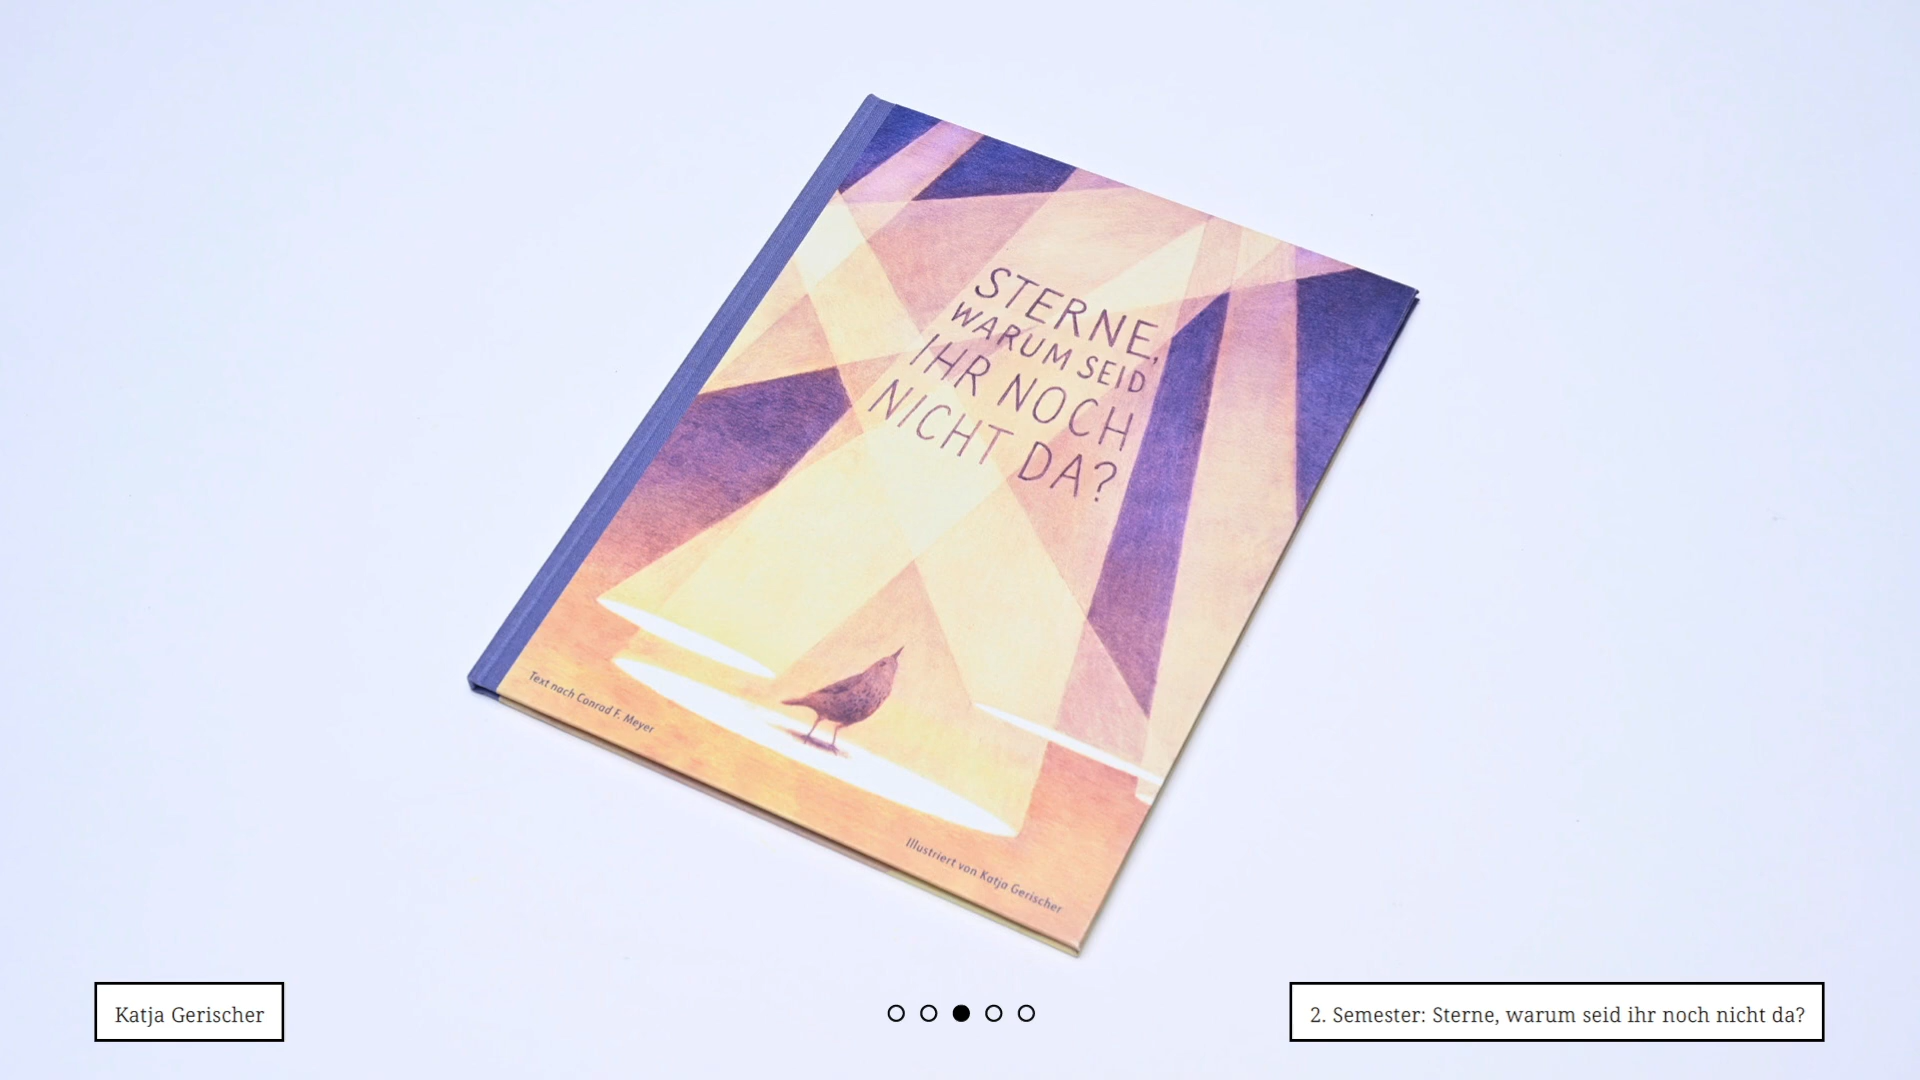 STERNE,
WARUM SEID
IHR NOCH
NICHT DA?
Text nach Conrad F. Meyer
Illustriert von Katja Gerischer
Katja Gerischer
2. Semester: Sterne, warum seid ihr noch nicht da?